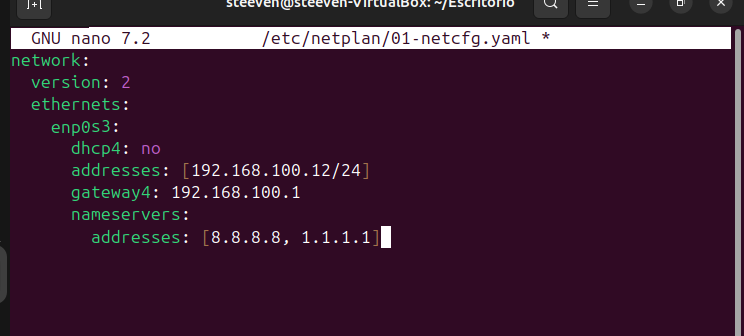 steeven@steeven-VirtualBox: ~/Escritorio
GNU nano 7.2 /etc/netplan/01-netcfg.yaml *
network:
  version: 2
  ethernets:
    enp0s3:
      dhcp4: no
      addresses: [192.168.100.12/24]
      gateway4: 192.168.100.1
      nameservers:
        addresses: [8.8.8.8, 1.1.1.1]